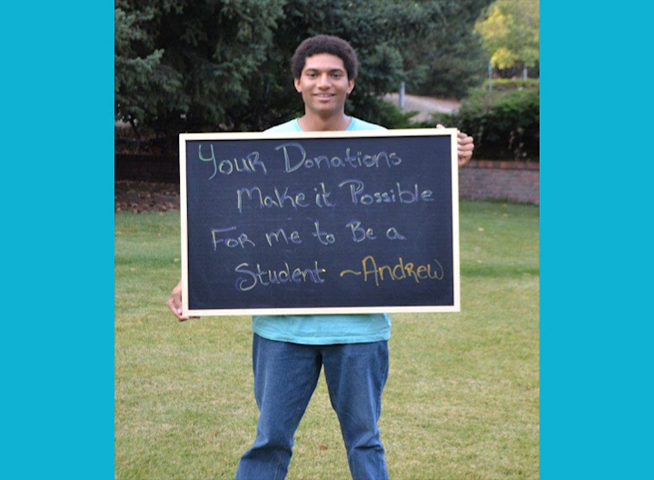 Your Donations
Make it Possible
For me to Be a
Student ~Andrew